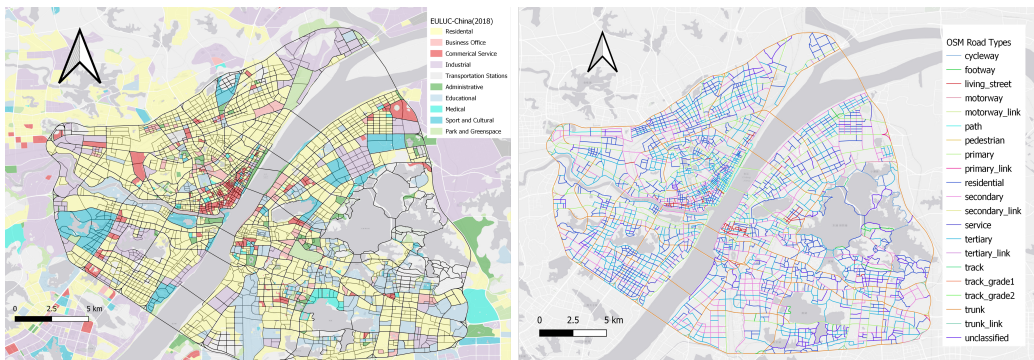 EULUC-China(2018)
Residential
Business Office
Commerical Service
Industrial
Transportation Stations
Administrative
Educational
Medical
Sport and Cultural
Park and Greenspace
0 2.5 5 km
OSM Road Types
cycleway
footway
living_street
motorway
motorway_link
path
pedestrian
primary
primary_link
residential
secondary
secondary_link
service
tertiary
tertiary_link
track
track_grade1
track_grade2
trunk
trunk_link
unclassified
0 2.5 5 km